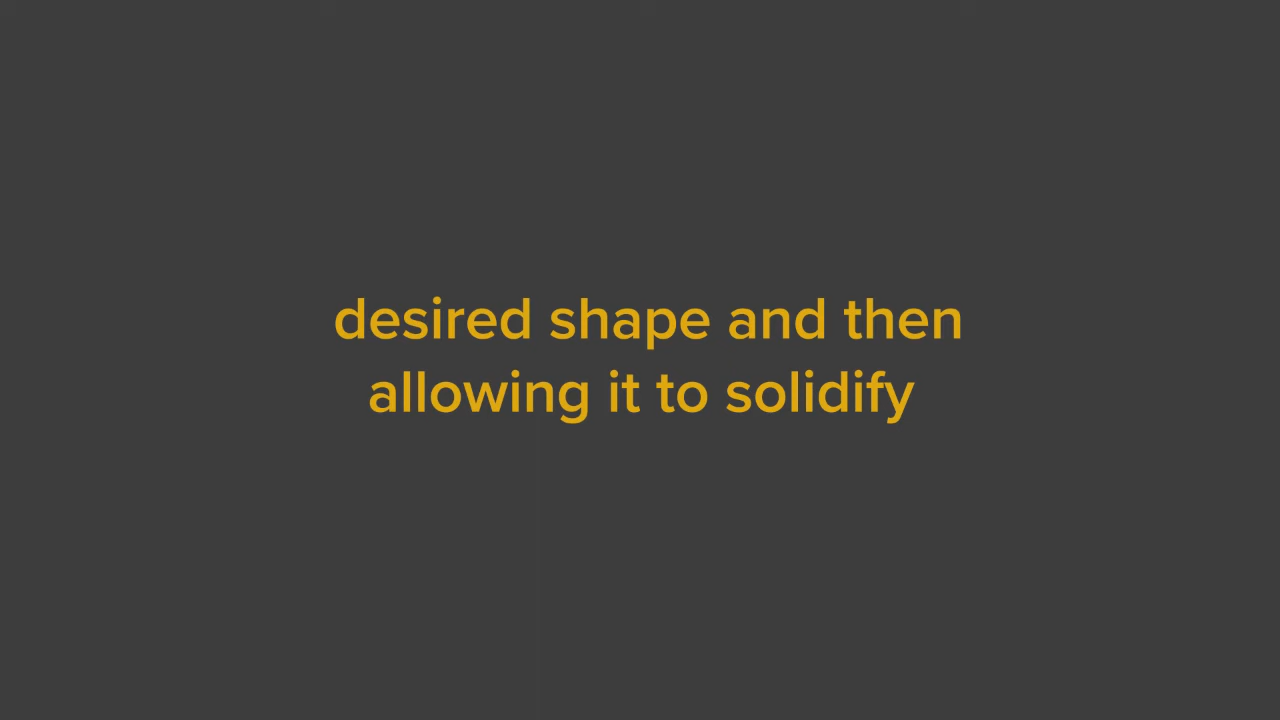 desired shape and then
allowing it to solidify